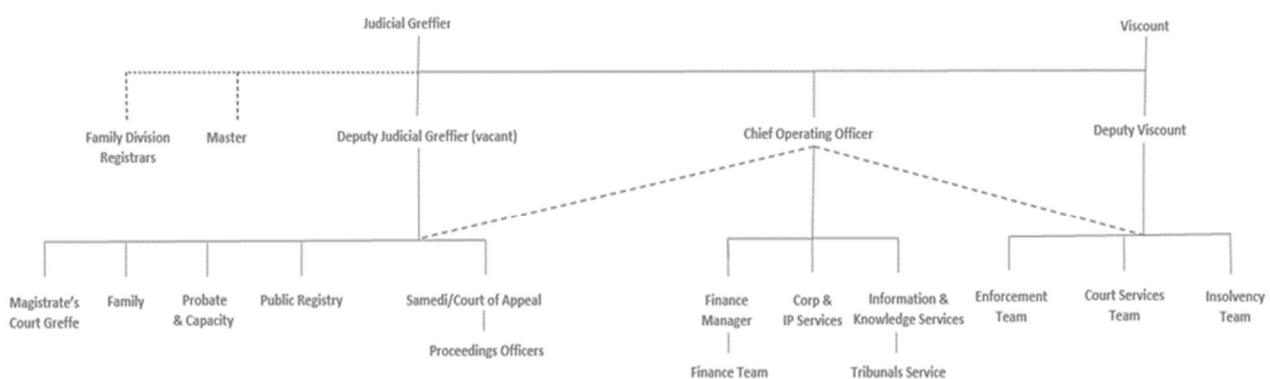 Judicial Greffier
Viscount
Family Division
Registrars
Master
Deputy Judicial Greffier (vacant)
Chief Operating Officer
Deputy Viscount
Magistrate's
Court Greffe
Family
Probate
& Capacity
Public Registry
Samedi/Court of Appeal
Proceedings Officers
Finance
Manager
Finance Team
Corp &
IP Services
Information &
Knowledge Services
Tribunals Service
Enforcement
Team
Court Services
Team
Insolvency
Team